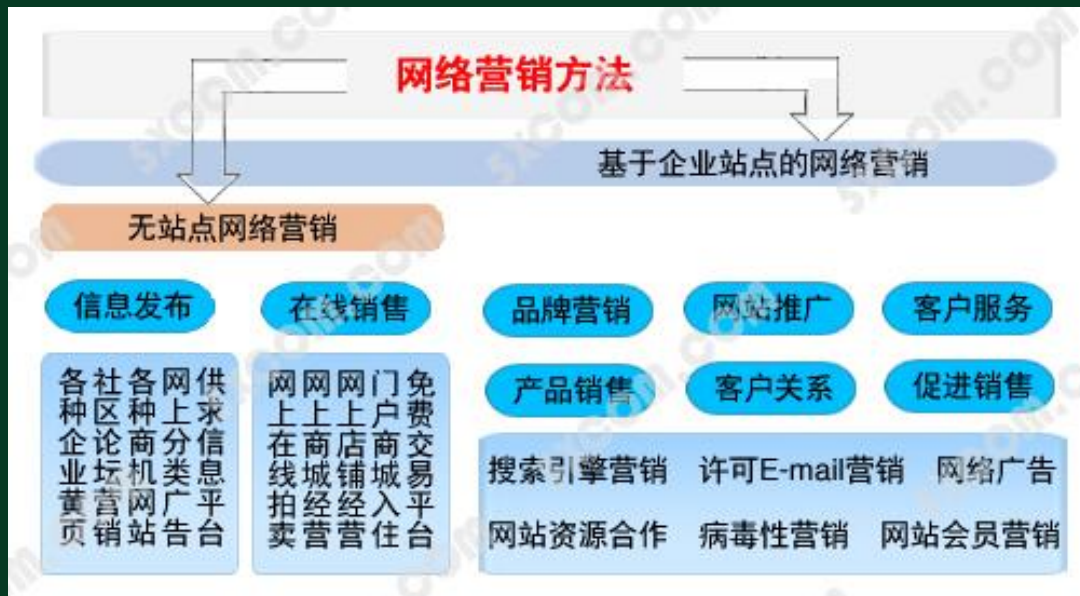 网络营销方法
基于企业站点的网络营销
无站点网络营销
信息发布
在线销售
各种企业黄页
社区论坛营销
各种商机网站
网上分类广告
供求信息平台
网上在线拍卖
网上商城经营
网上店铺经营
门户商城入住
免费交易平台
品牌营销
网站推广
客户服务
产品销售
客户关系
促进销售
搜索引擎营销 许可E-mail营销 网络广告
网站资源合作 病毒性营销 网站会员营销
5XCOM.COM